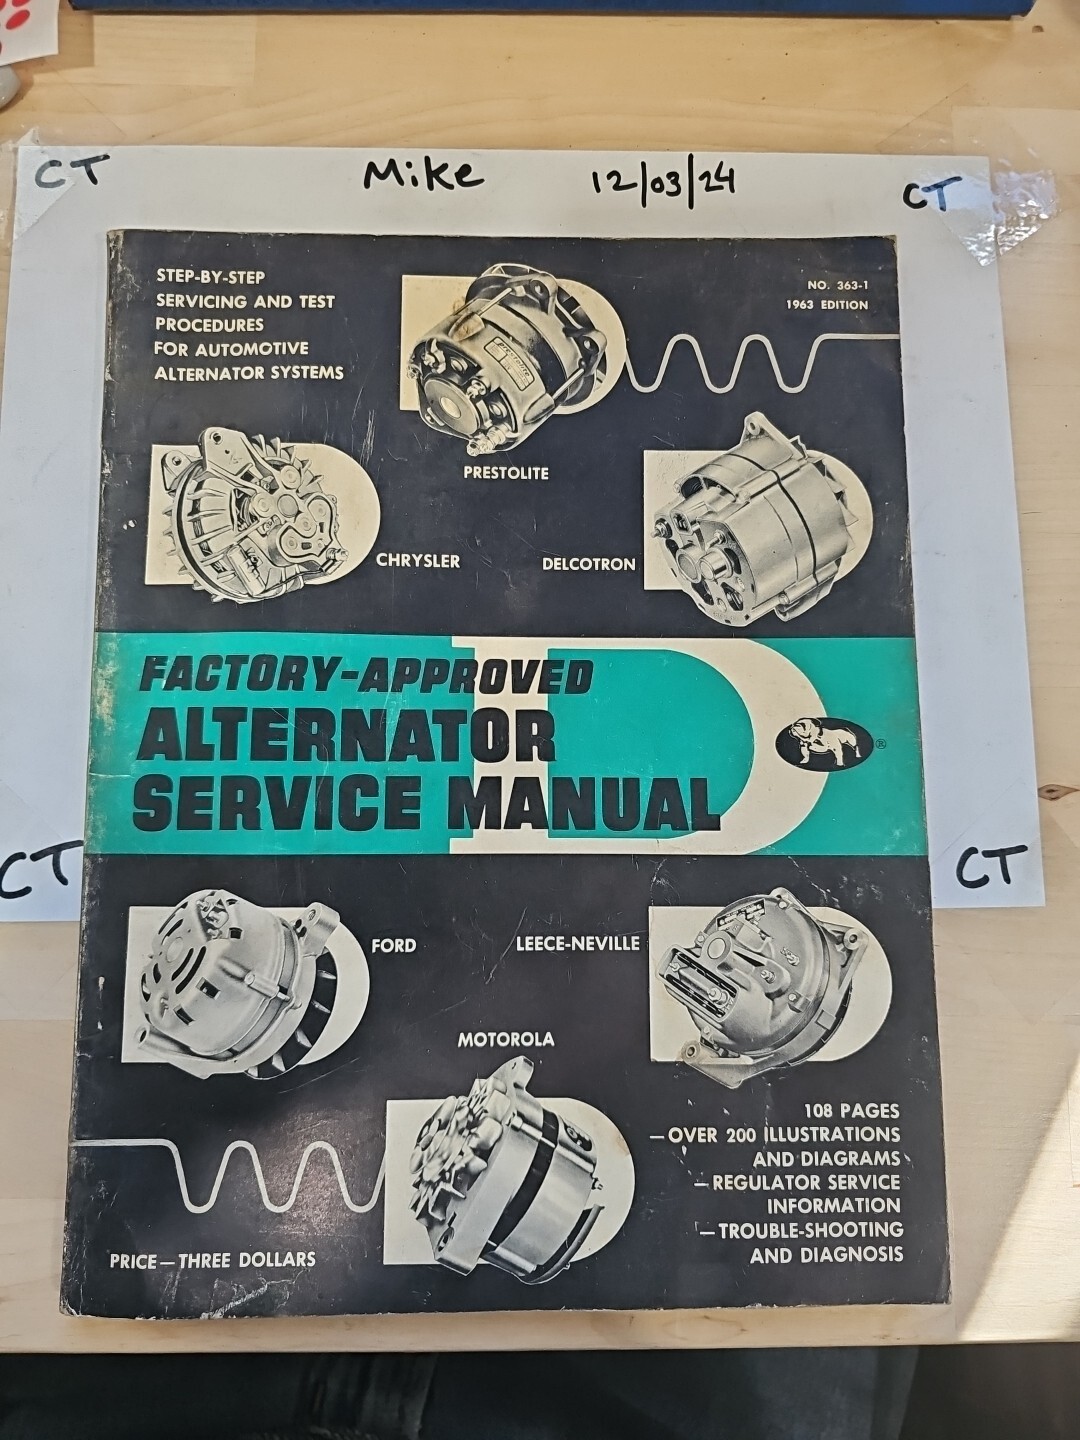 CT Mike 12/03/24 CT
STEP-BY-STEP
SERVICING AND TEST
PROCEDURES
FOR AUTOMOTIVE
ALTERNATOR SYSTEMS
NO. 363-1
1963 EDITION
Prestolite
PRESTOLITE
CHRYSLER
DELCOTRON
FACTORY-APPROVED
ALTERNATOR
SERVICE MANUAL
®
CT
CT
FORD
LEECE-NEVILLE
MOTOROLA
108 PAGES
—OVER 200 ILLUSTRATIONS
AND DIAGRAMS
—REGULATOR SERVICE
INFORMATION
—TROUBLE-SHOOTING
AND DIAGNOSIS
PRICE—THREE DOLLARS